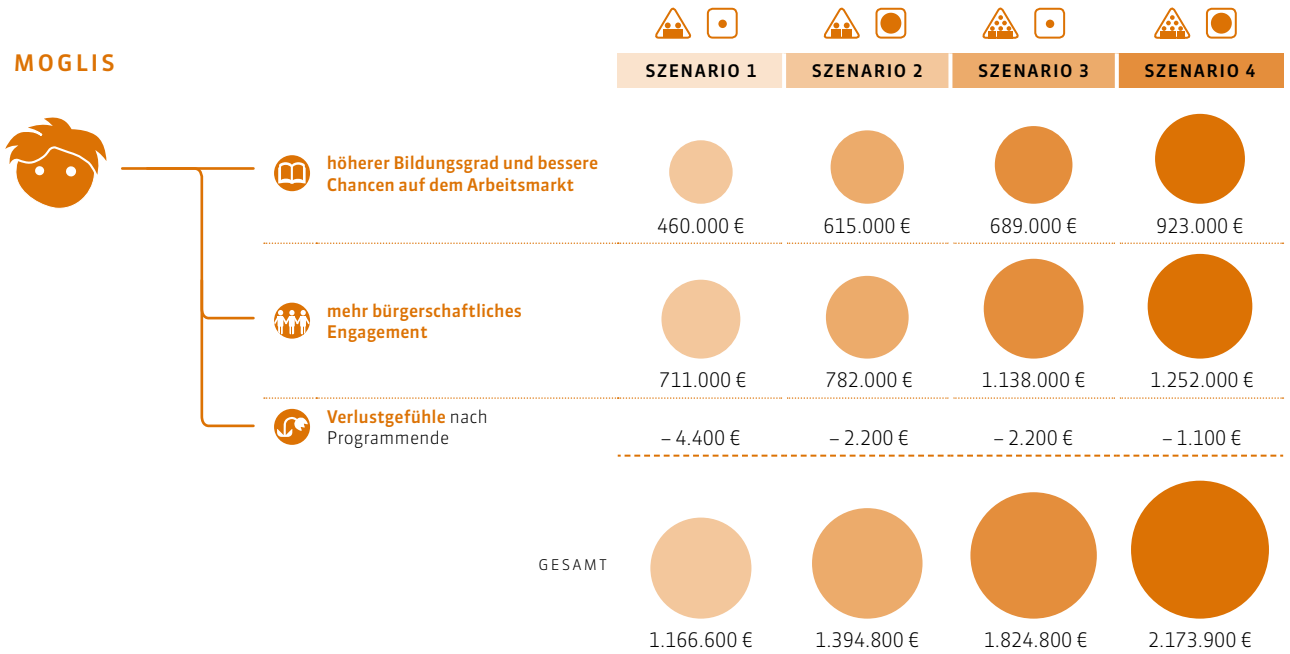 MOGLIS
SZENARIO 1 SZENARIO 2 SZENARIO 3 SZENARIO 4
höherer Bildungsgrad und bessere
Chancen auf dem Arbeitsmarkt
460.000 € 615.000 € 689.000 € 923.000 €
mehr bürgerschaftliches
Engagement
711.000 € 782.000 € 1.138.000 € 1.252.000 €
Verlustgefühle nach
Programmende
– 4.400 € – 2.200 € – 2.200 € – 1.100 €
GESAMT
1.166.600 € 1.394.800 € 1.824.800 € 2.173.900 €